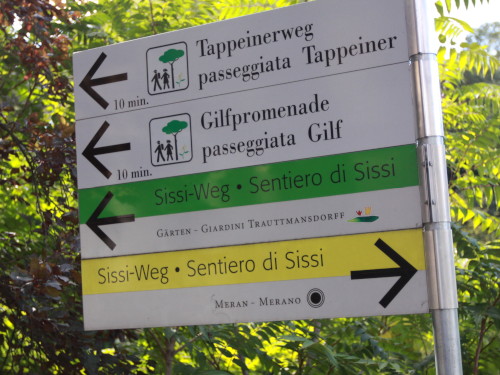 Tappeinerweg
passeggiata Tappeiner
10 min.
Gilfpromenade
passeggiata Gilf
10 min.
Sissi-Weg • Sentiero di Sissi
Gärten - Giardini Trauttmansdorff
Sissi-Weg • Sentiero di Sissi
Meran - Merano